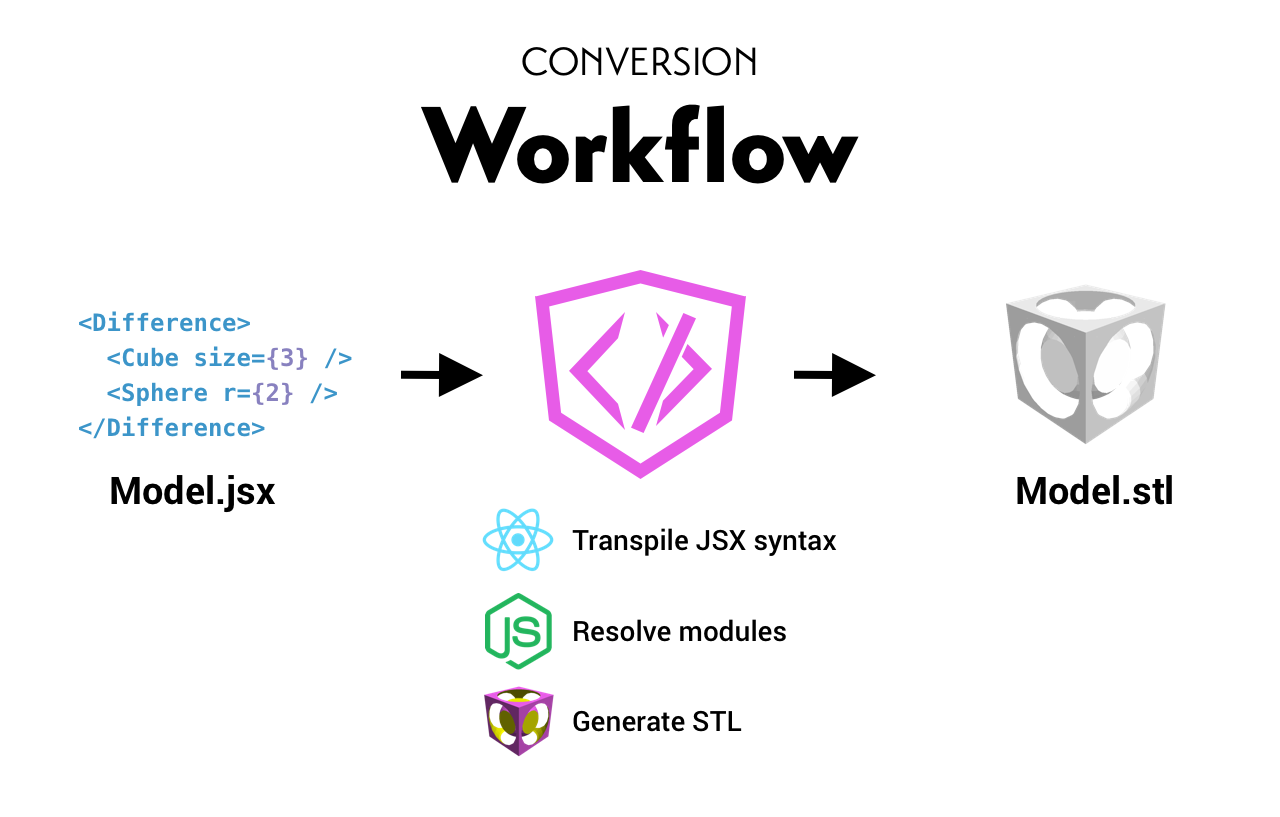 CONVERSION
Workflow
<Difference>
  <Cube size={3} />
  <Sphere r={2} />
</Difference>
Model.jsx
Model.stl
Transpile JSX syntax
JS
Resolve modules
Generate STL